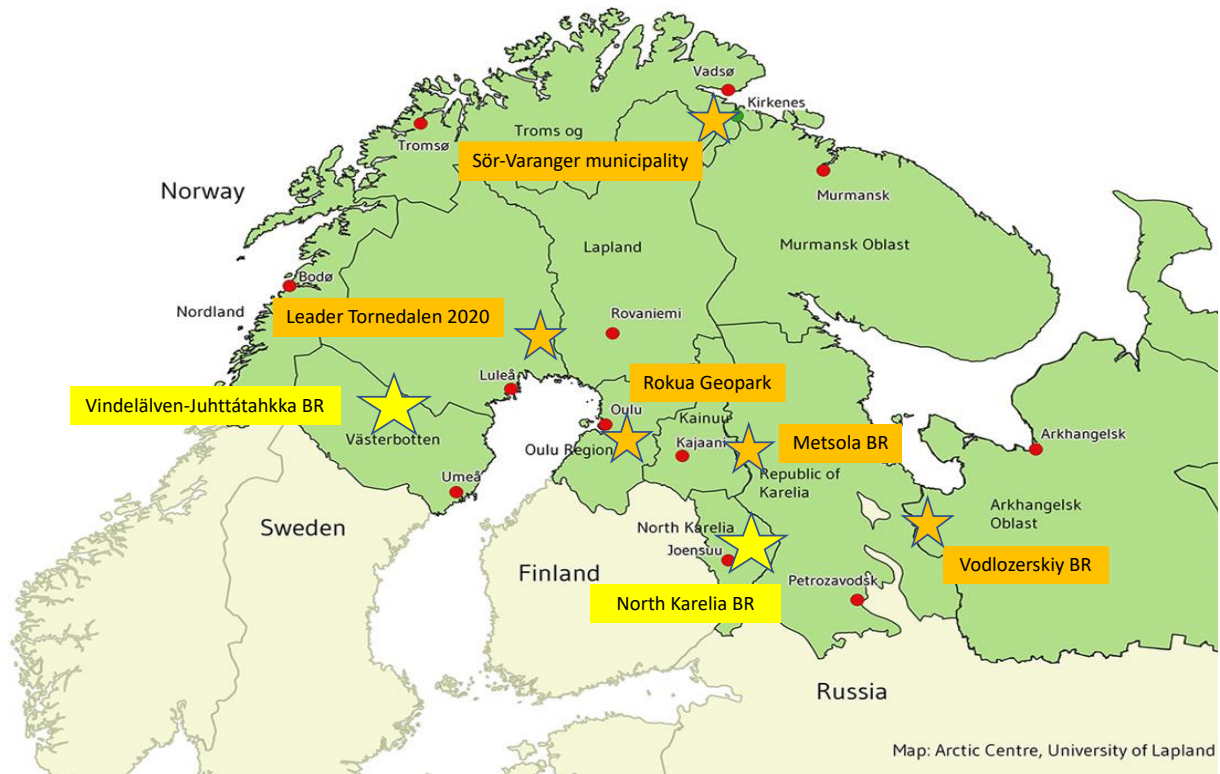 Vadsø
Kirkenes
Tromsø
Troms og
Sör-Varanger municipality
Murmansk
Norway
Lapland
Murmansk Oblast
Bodø
Nordland
Leader Tornedalen 2020
Rovaniemi
Luleå
Rokua Geopark
Vindelälven-Juhttátahkka BR
Oulu
Kainuu
Västerbotten
Oulu Region
Kajaani
Metsola BR
Arkhangelsk
Republic of
Karelia
Umeå
Arkhangelsk
Oblast
Sweden
North Karelia
Joensuu
Finland
Vodlozerskiy BR
Petrozavodsk
North Karelia BR
Russia
Map: Arctic Centre, University of Lapland